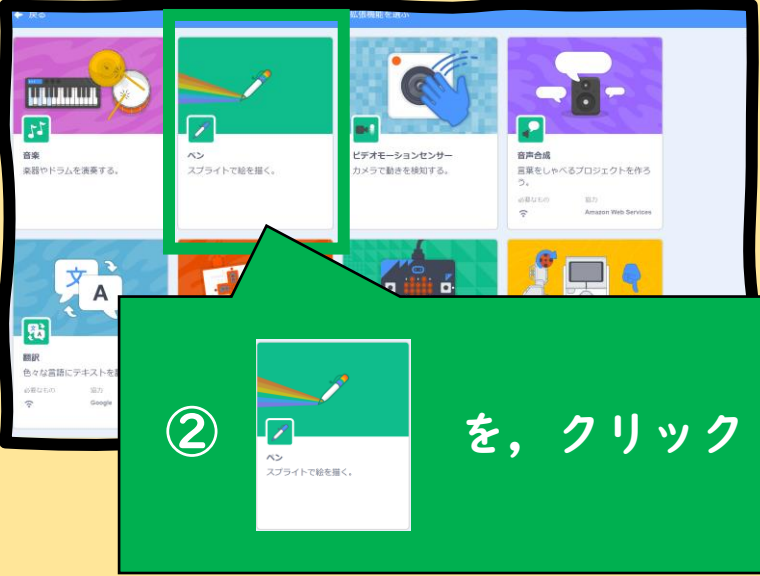 戻る
拡張機能を選ぶ
音楽
楽器やドラムを演奏する。
ペン
スプライトで絵を描く。
ビデオモーションセンサー
カメラで動きを検知する。
音声合成
言葉をしゃべるプロジェクトを作ろ
う。
必要なもの
協力
Amazon Web Services
文
A
翻訳
色々な言語にテキストを
必要なもの
協力
Google
②
ペン
スプライトで絵を描く。
を，クリック